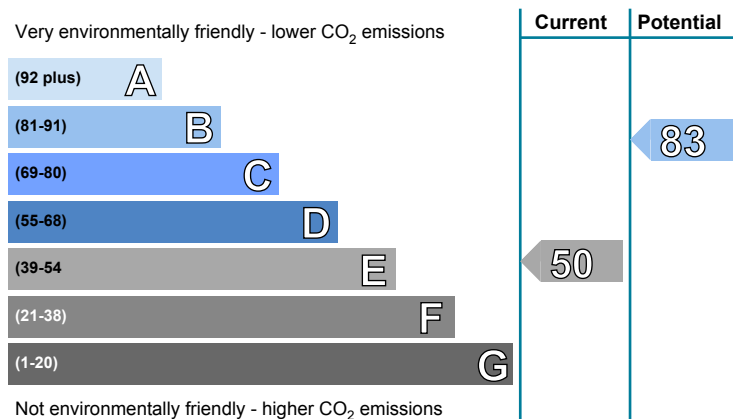 Very environmentally friendly - lower CO₂ emissions
Current
Potential
(92 plus) A
(81-91) B
83
(69-80) C
(55-68) D
(39-54 E
50
(21-38) F
(1-20) G
Not environmentally friendly - higher CO₂ emissions